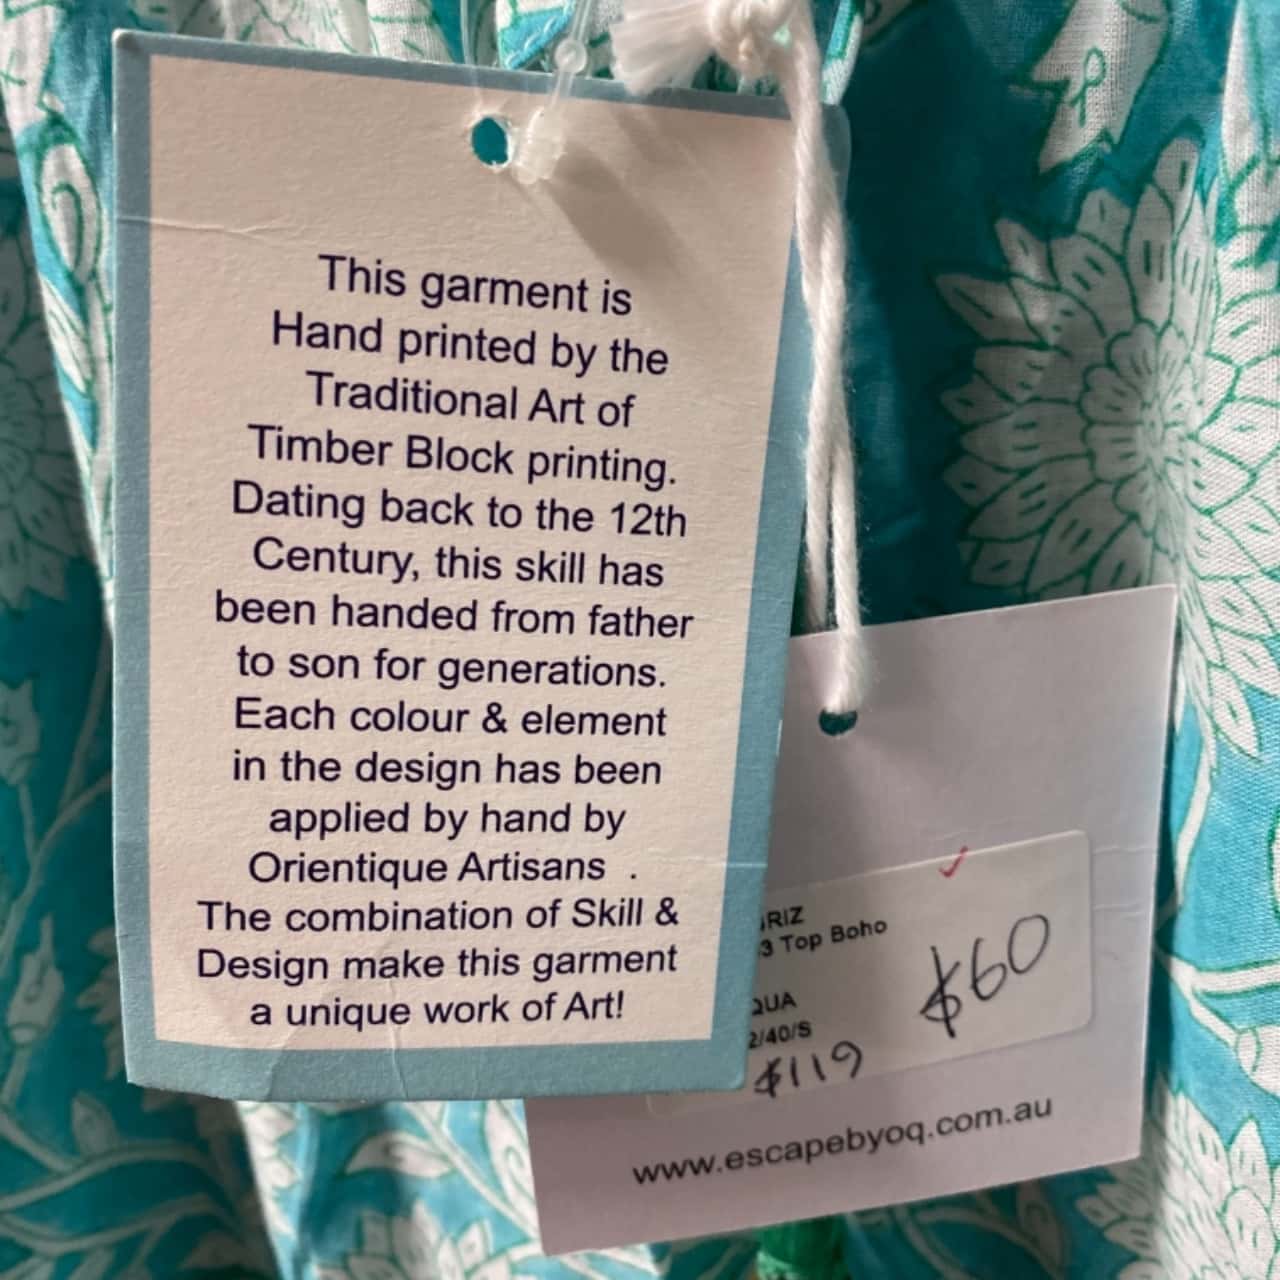 This garment is
Hand printed by the
Traditional Art of
Timber Block printing.
Dating back to the 12th
Century, this skill has
been handed from father
to son for generations.
Each colour & element
in the design has been
applied by hand by
Orientique Artisans .
The combination of Skill &
Design make this garment
a unique work of Art!
Top Boho
$60
$119
www.escapebyoq.com.au